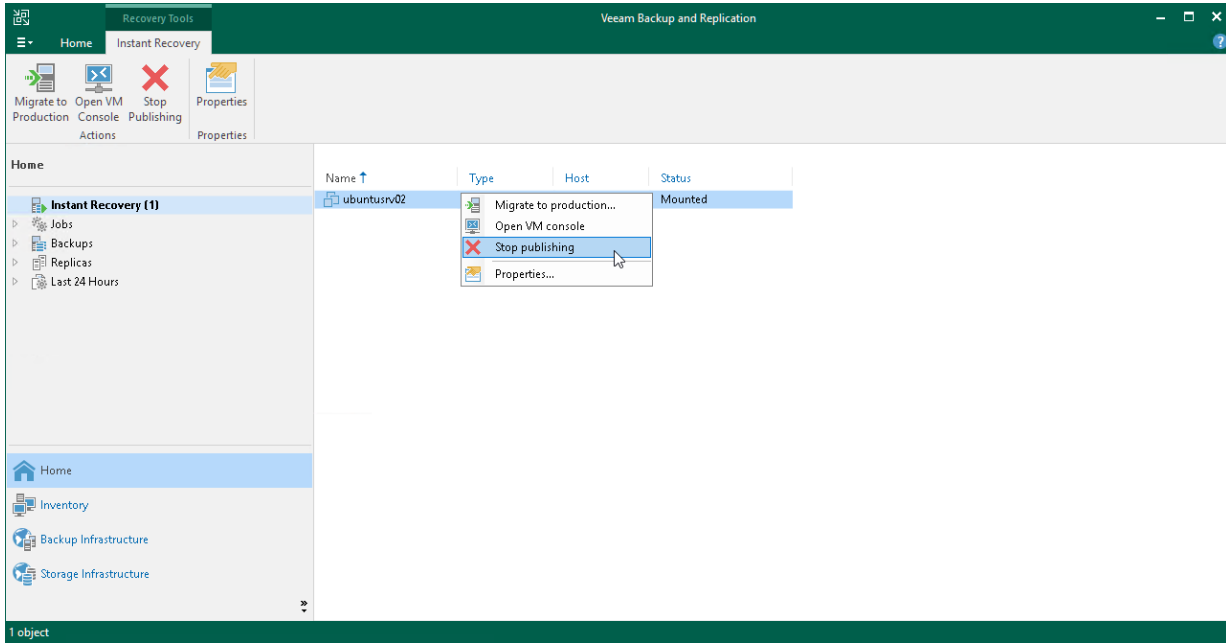 Recovery Tools
Veeam Backup and Replication
Home
Instant Recovery
Migrate to
Production
Open VM
Console
Stop
Publishing
Properties
Actions
Properties
Home
Instant Recovery (1)
Jobs
Backups
Replicas
Last 24 Hours
Name Type Host Status
ubuntusrv02 Mounted
Migrate to production...
Open VM console
Stop publishing
Properties...
Home
Inventory
Backup Infrastructure
Storage Infrastructure
1 object